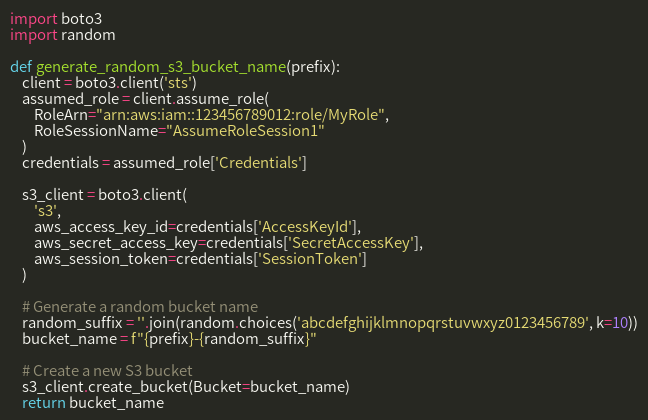 import boto3
import random

def generate_random_s3_bucket_name(prefix):
    client = boto3.client('sts')
    assumed_role = client.assume_role(
        RoleArn="arn:aws:iam::123456789012:role/MyRole",
        RoleSessionName="AssumeRoleSession1"
    )
    credentials = assumed_role['Credentials']

    s3_client = boto3.client(
        's3',
        aws_access_key_id=credentials['AccessKeyId'],
        aws_secret_access_key=credentials['SecretAccessKey'],
        aws_session_token=credentials['SessionToken']
    )

    # Generate a random bucket name
    random_suffix = ''.join(random.choices('abcdefghijklmnopqrstuvwxyz0123456789', k=10))
    bucket_name = f"{prefix}-{random_suffix}"

    # Create a new S3 bucket
    s3_client.create_bucket(Bucket=bucket_name)
    return bucket_name